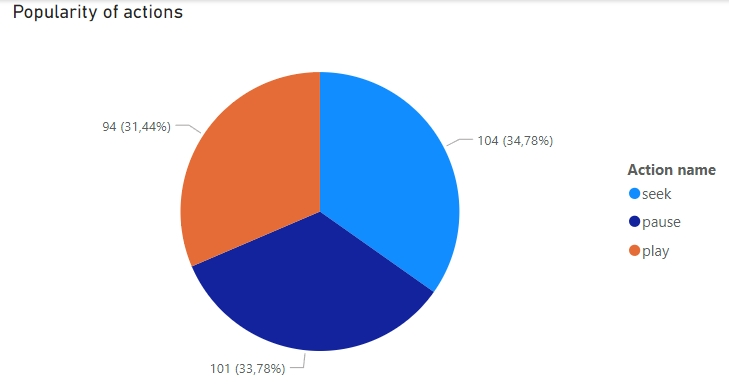 Popularity of actions
94 (31,44%)
104 (34,78%)
101 (33,78%)
Action name
seek
pause
play